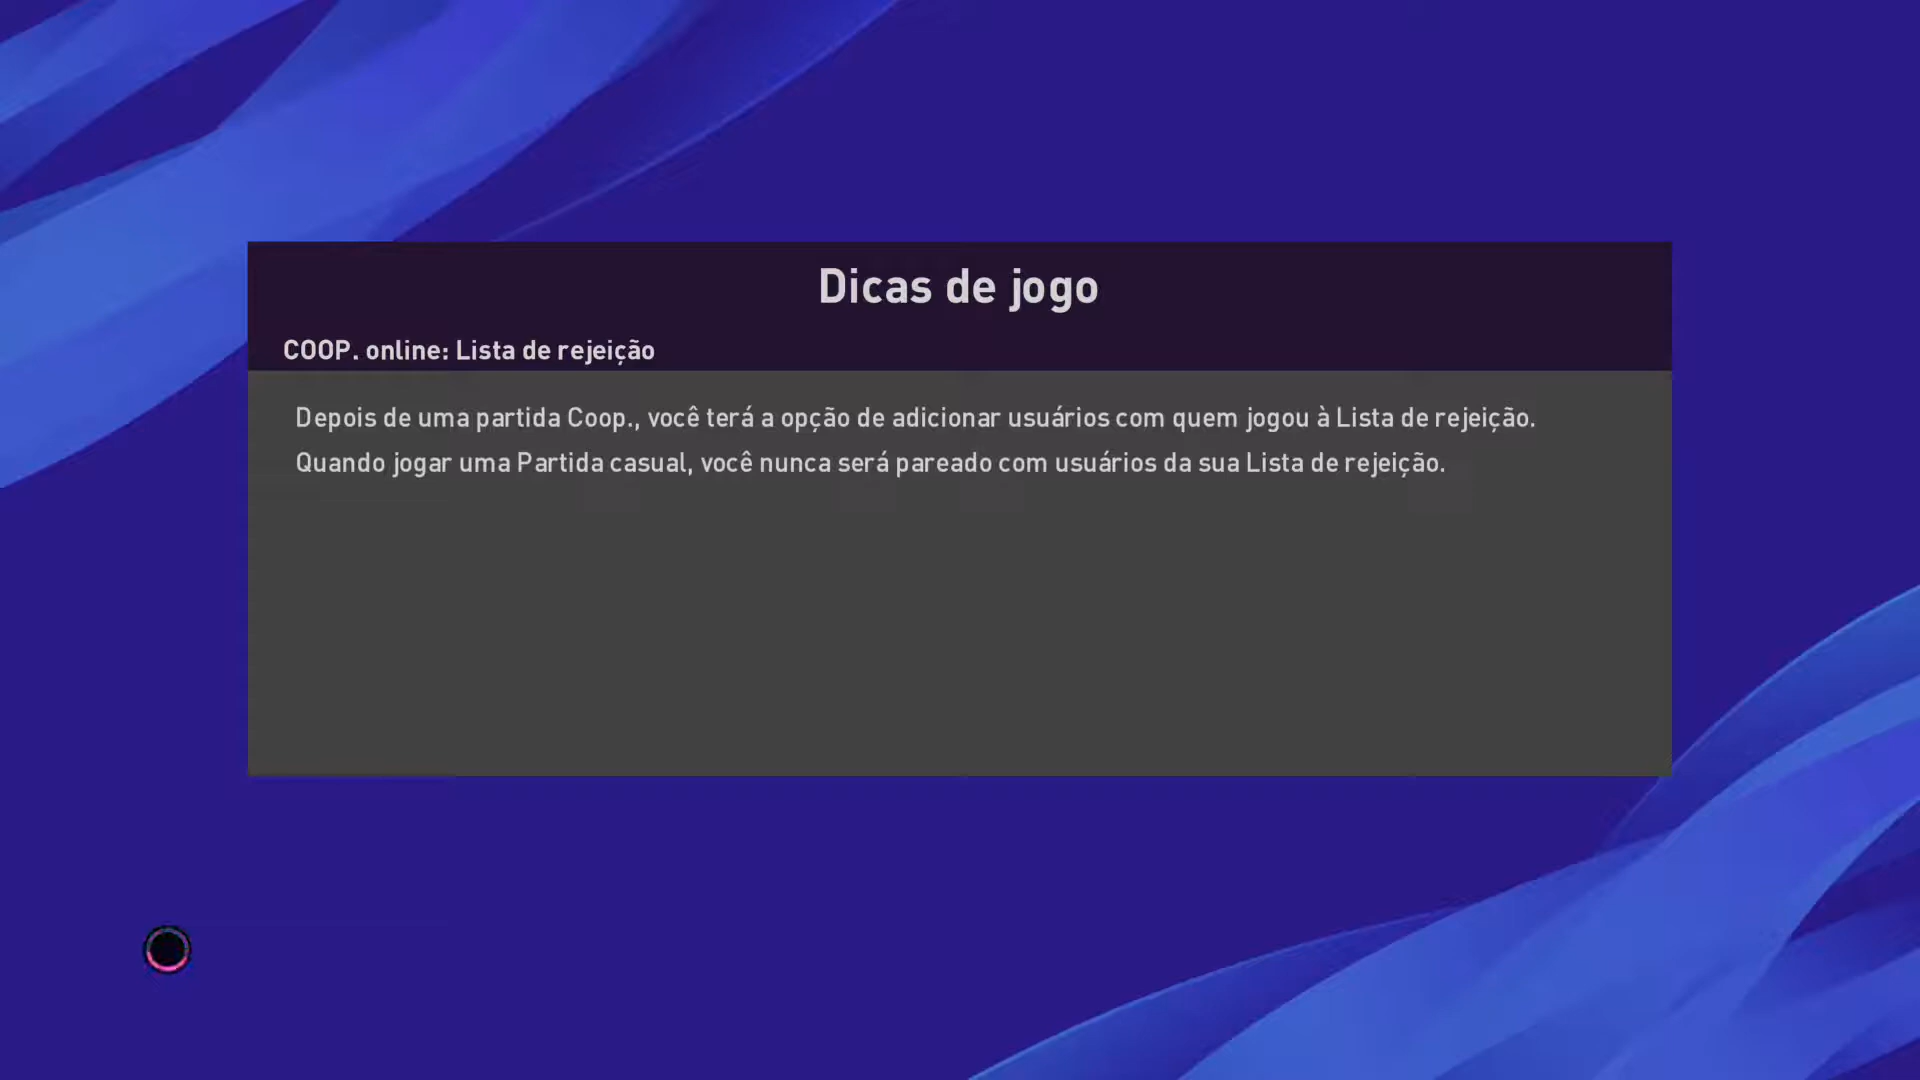 Dicas de jogo
COOP. online: Lista de rejeição
Depois de uma partida Coop., você terá a opção de adicionar usuários com quem jogou à Lista de rejeição.
Quando jogar uma Partida casual, você nunca será pareado com usuários da sua Lista de rejeição.